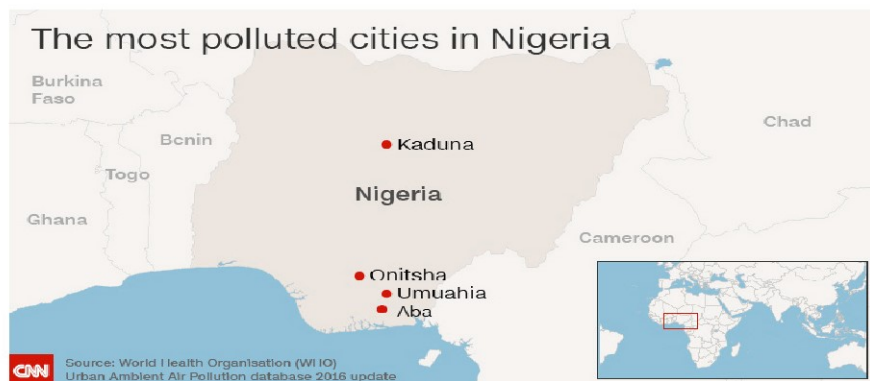 The most polluted cities in Nigeria
Burkina
Faso
Benin
Togo
Ghana
Chad
Kaduna
Nigeria
Cameroon
Onitsha
Umuahia
Aba
CNN
Source: World Health Organisation (WHO)
Urban Ambient Air Pollution database 2016 update